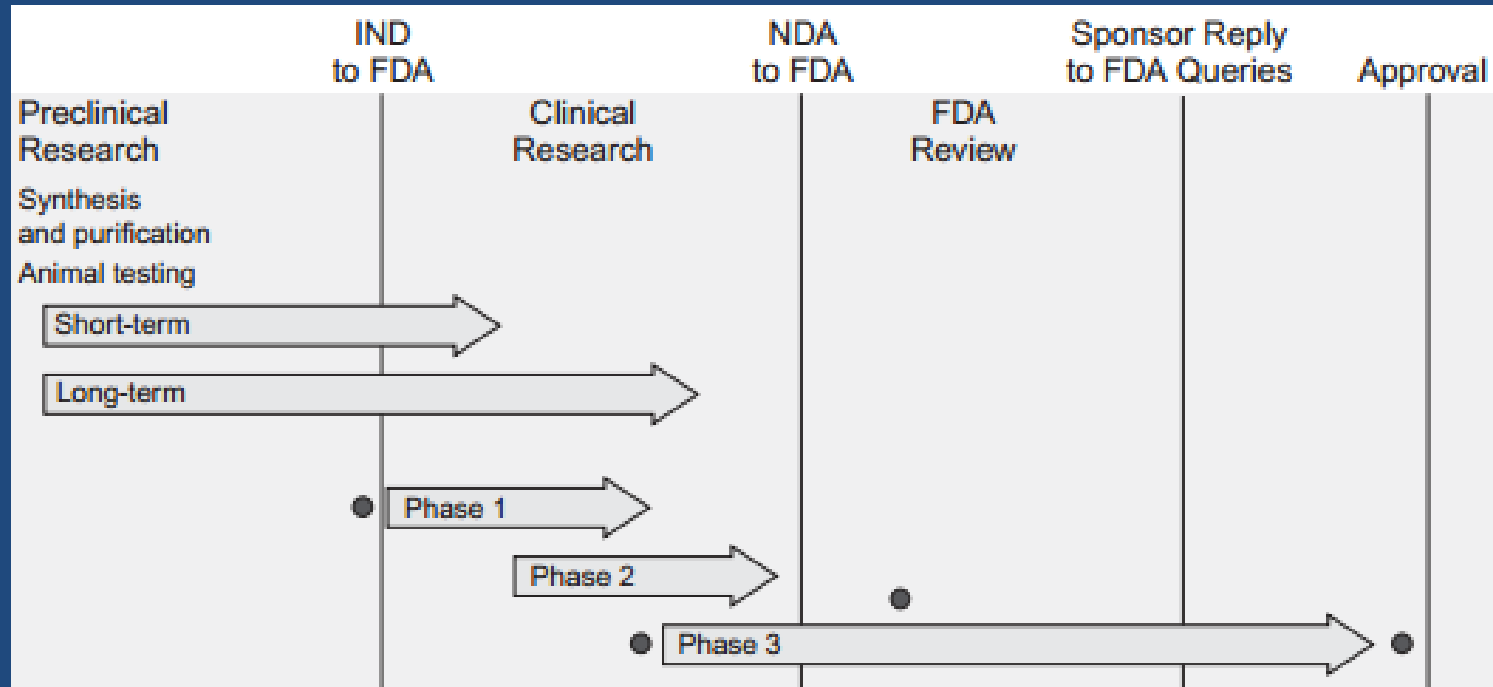 IND
to FDA
NDA
to FDA
Sponsor Reply
to FDA Queries
Approval
Preclinical
Research
Clinical
Research
FDA
Review
Synthesis
and purification
Animal testing
Short-term
Long-term
Phase 1
Phase 2
Phase 3